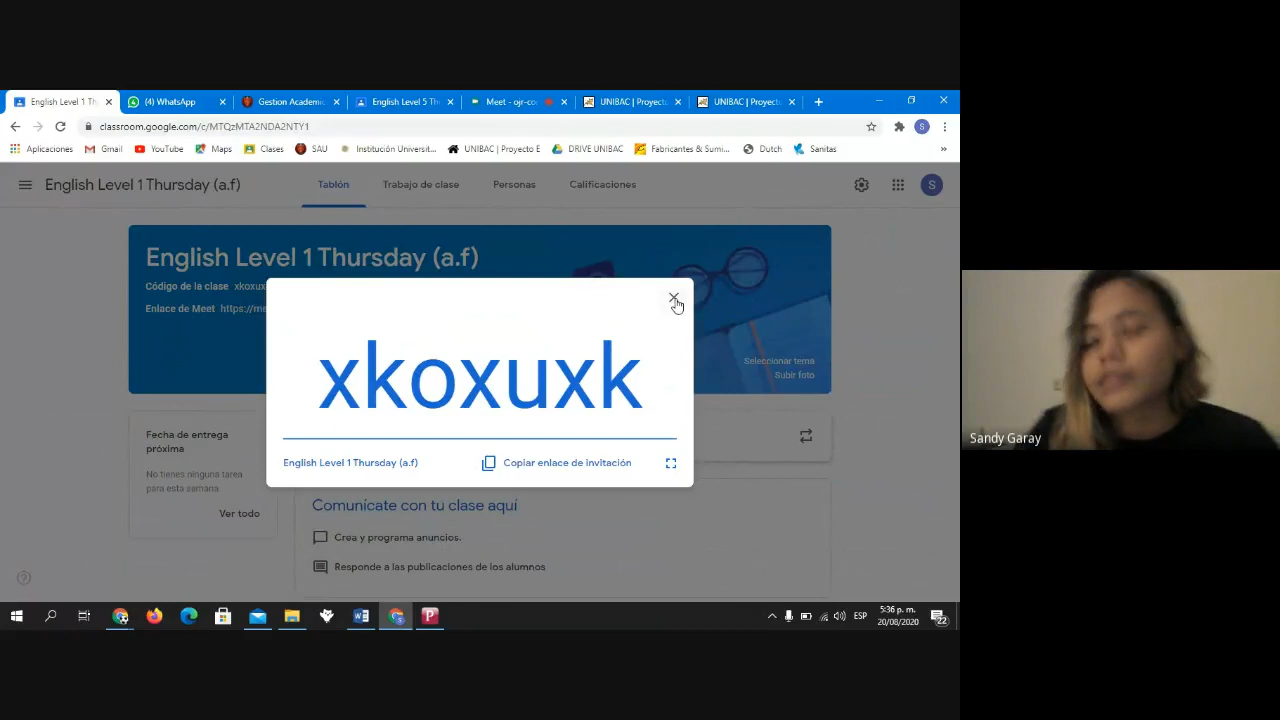 English Level 1 Th
(4) WhatsApp
Gestion Academi
English Level 5 Th
Meet - ojr-co
UNIBAC | Proyect
UNIBAC | Proyect
classroom.google.com/c/MTQzMTA2NDA2NTY1
Aplicaciones
Gmail
YouTube
Maps
Clases
SAU
Institución Universit...
UNIBAC | Proyecto E
DRIVE UNIBAC
Fabricantes & Sumi...
Dutch
Sanitas
»
English Level 1 Thursday (a.f)
Tablón
Trabajo de clase
Personas
Calificaciones
S
English Level 1 Thursday (a.f)
Código de la clase xkoxux
Enlace de Meet https://me
Seleccionar tema
Subir foto
xkoxuxk
English Level 1 Thursday (a.f)
Copiar enlace de invitación
Fecha de entrega
próxima
No tienes ninguna tarea
para esta semana
Ver todo
Comunícate con tu clase aquí
Crea y programa anuncios.
Responde a las publicaciones de los alumnos
Sandy Garay
ESP
5:36 p. m.
20/08/2020
22